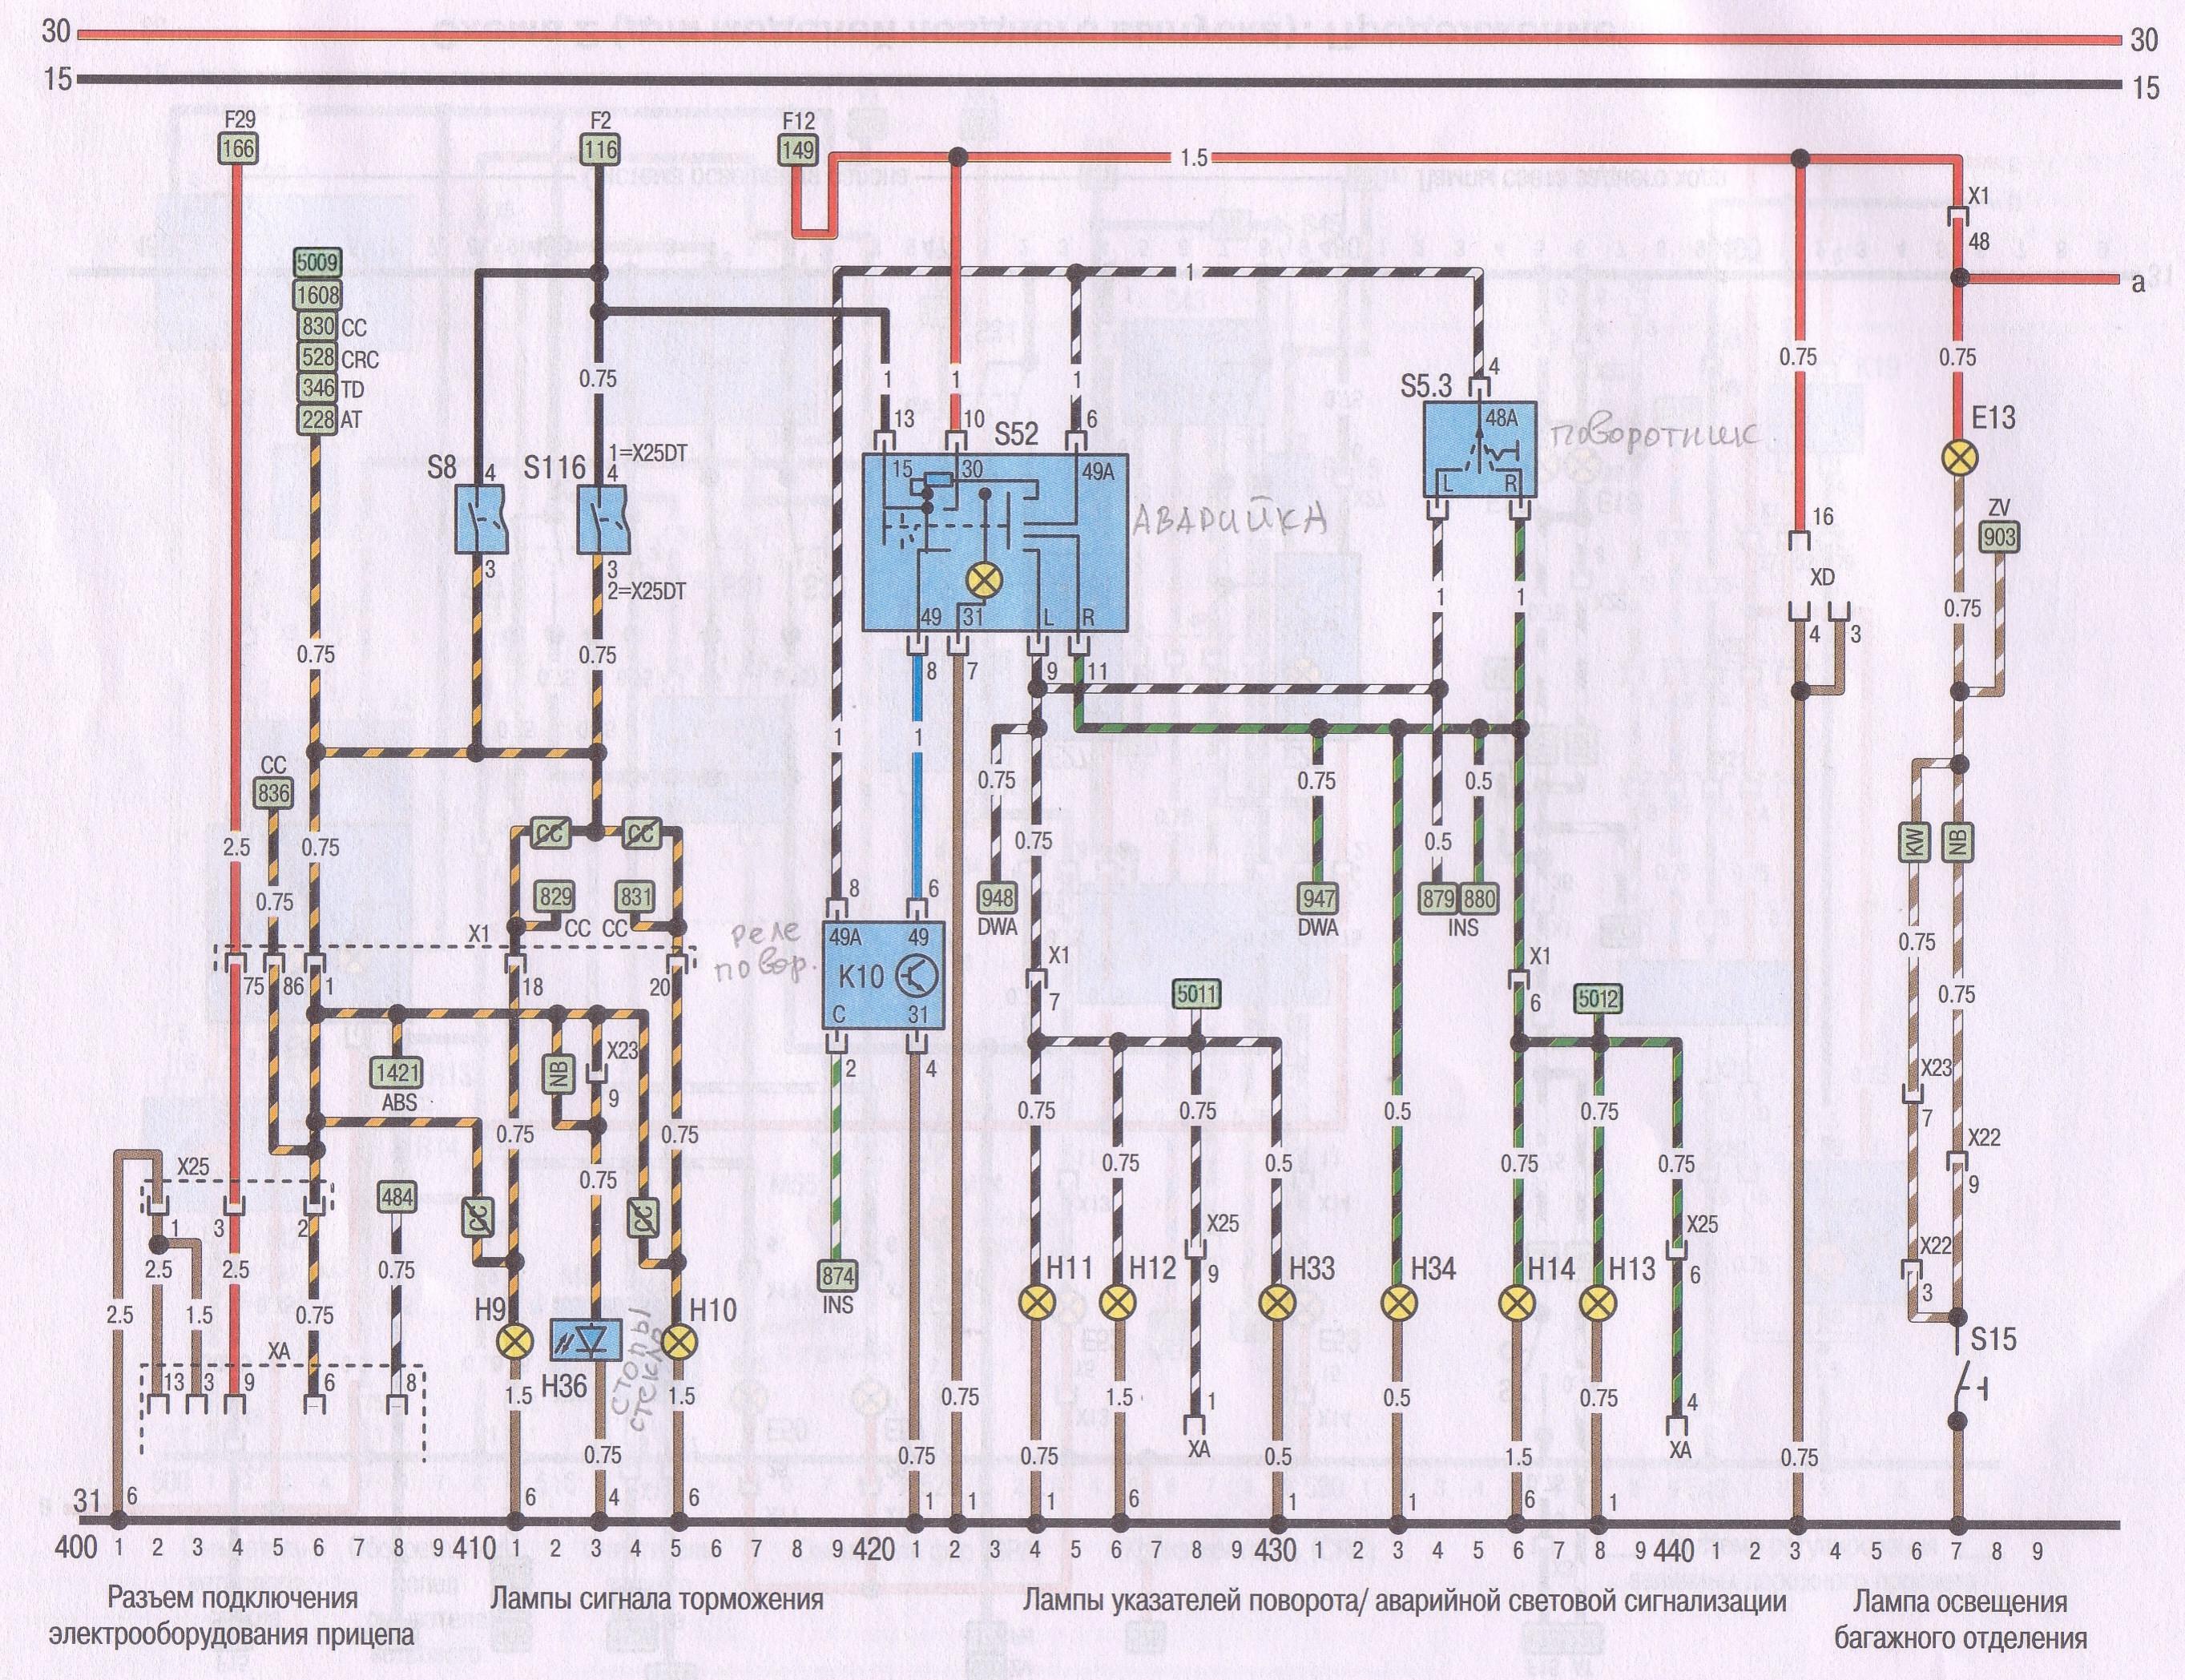 30 30
15 15
F29 F2 F12
166 116 149
1.5
X1
48
a
5009
1608
830 CC
528 CRC
346 TD
228 AT
1
0.75 1 1 1 0.75 0.75
4
S5.3
48A
L R
поворотник
E13
13 10 6
S52
15 30 49A
49 31 L R
АВАРИЙКА
S8 4 S116 4
1=X25DT
3 3
2=X25DT
16
XD
4 3
ZV
903
0.75
1 1
0.75 0.75
8 7 9 11
1 1
CC
836
0.75 0.75 0.5
2.5 0.75 CC CC
0.75 0.5
KW NB
829 831
CC CC
0.75
8 6
948 947 879 880
DWA DWA INS
X1
реле
повор.
49A 49
K10
C 31
X1 X1
7 6
0.75
0.75
75 86 1 18 20
5011 5012
1421
ABS
NB X23
9
2 4
X23
7
0.75 0.75
0.75 0.75 0.5 0.75 0.75
0.75 0.5 0.75 0.75
X22
9
X25
484
CC CC
0.75
1 3 2
X25 X25
9 6
X22
3
2.5 2.5 0.75
874
INS
H11 H12 H33 H34 H14 H13
2.5 1.5 0.75
H9 H10
H36
стопы
стекло
S15
XA
13 3 9 6 8
1.5 1.5
0.75 1.5 0.5 0.75
1 4
XA XA
0.75 0.75 0.75 0.5 1.5 0.75
31 6 6 4 6 1 1 1 6 1 1 6 1
400 1 2 3 4 5 6 7 8 9 410 1 2 3 4 5 6 7 8 9 420 1 2 3 4 5 6 7 8 9 430 1 2 3 4 5 6 7 8 9 440 1 2 3 4 5 6 7 8 9
Разъем подключения
электрооборудования прицепа
Лампы сигнала торможения
Лампы указателей поворота/ аварийной световой сигнализации
Лампа освещения
багажного отделения